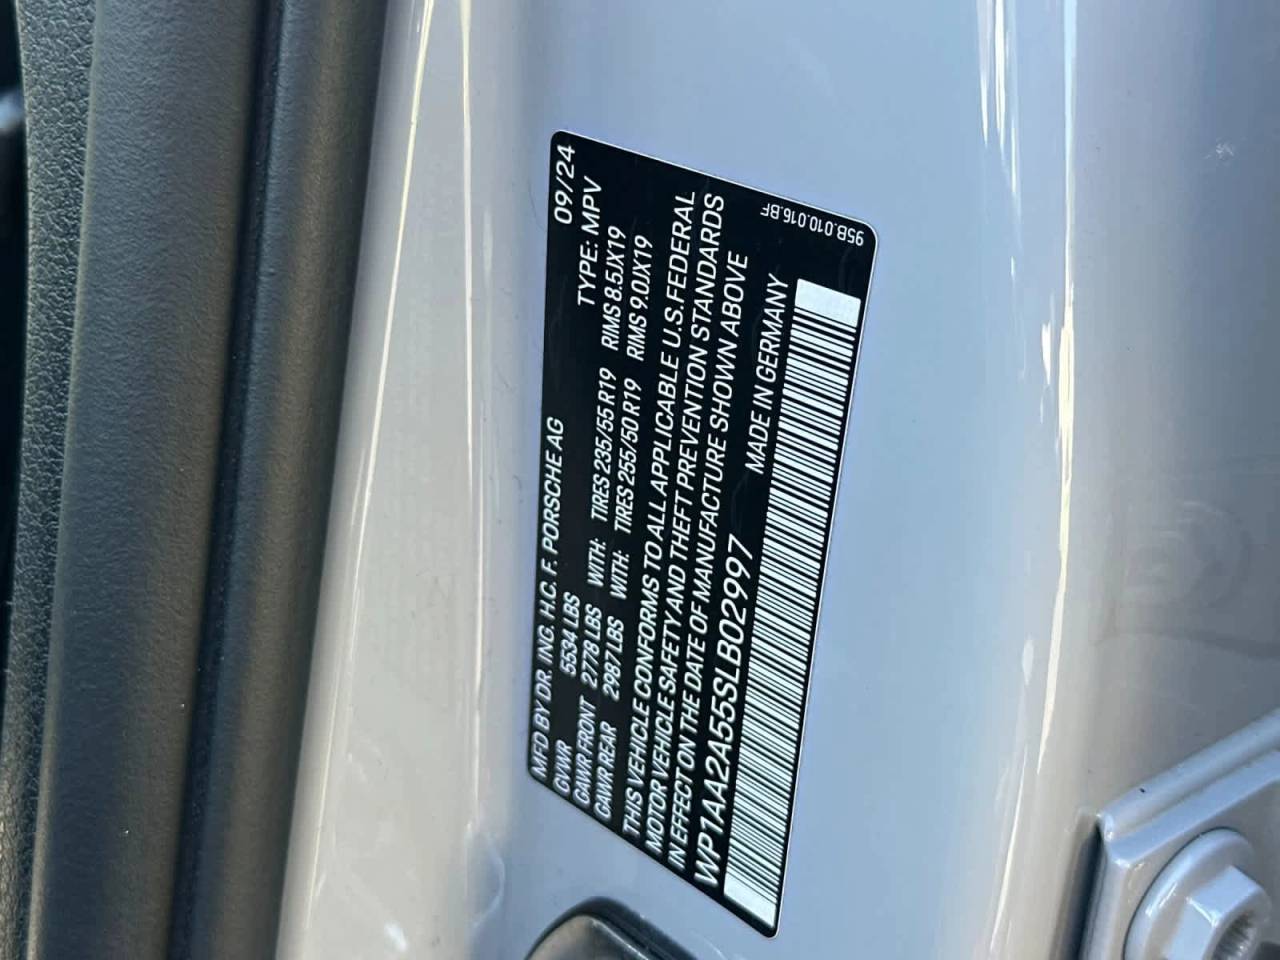 MFD BY DR. ING. H.C. F. PORSCHE AG 09/24
GVWR 5534 LBS TYPE: MPV
GAWR FRONT 2778 LBS WITH: TIRES 235/55 R19 RIMS 8.5JX19
GAWR REAR 2987 LBS WITH: TIRES 255/50 R19 RIMS 9.0JX19
THIS VEHICLE CONFORMS TO ALL APPLICABLE U.S.FEDERAL
MOTOR VEHICLE SAFETY AND THEFT PREVENTION STANDARDS
IN EFFECT ON THE DATE OF MANUFACTURE SHOWN ABOVE
WP1AA2A55SLB02997 MADE IN GERMANY
95B.010.016.BF